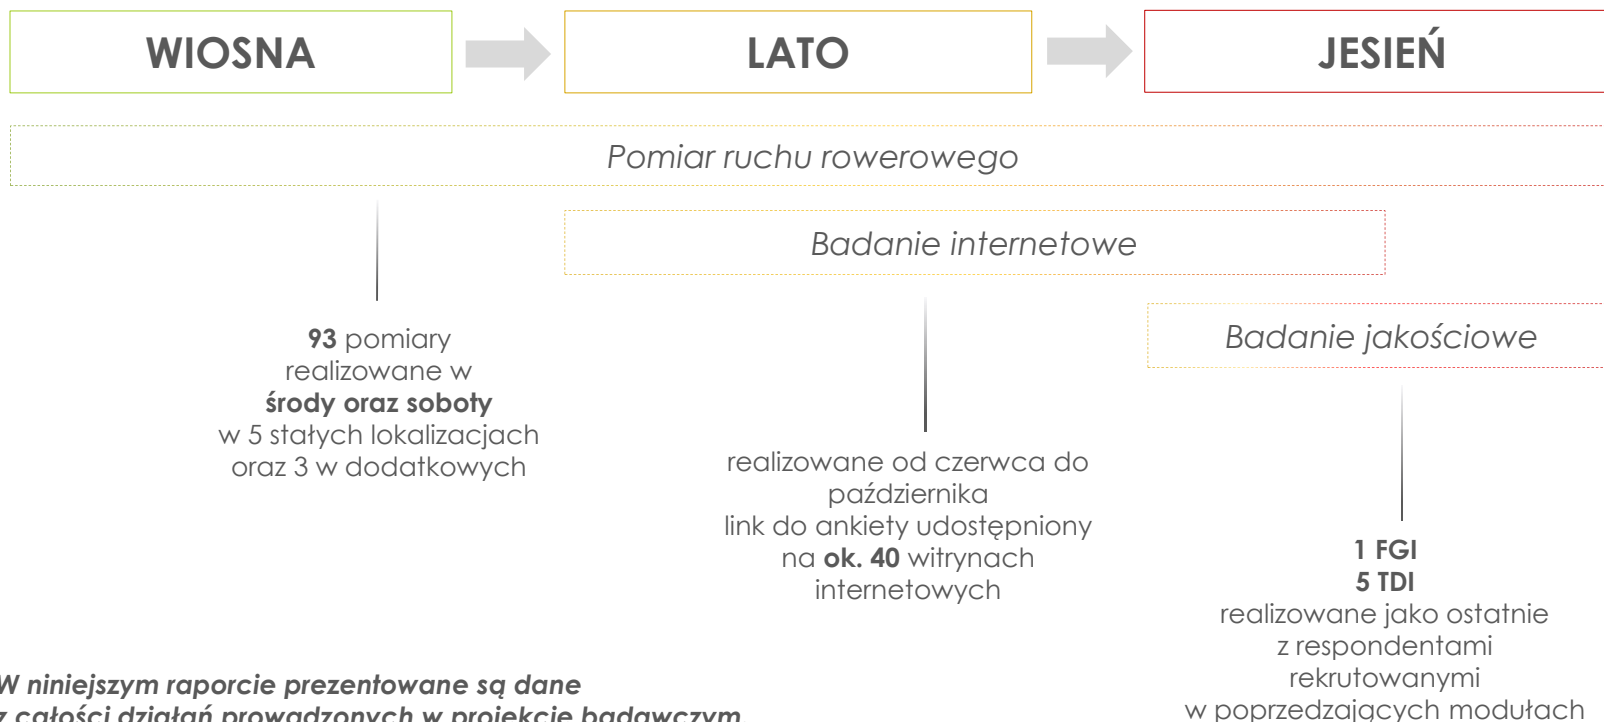 WIOSNA
LATO
JESIEŃ
Pomiar ruchu rowerowego
Badanie internetowe
Badanie jakościowe
93 pomiary
realizowane w
środy oraz soboty
w 5 stałych lokalizacjach
oraz 3 w dodatkowych
realizowane od czerwca do
października
link do ankiety udostępniony
na ok. 40 witrynach
internetowych
1 FGI
5 TDI
realizowane jako ostatnie
z respondentami
rekrutowanymi
w poprzedzających modułach
W niniejszym raporcie prezentowane są dane
z całości działań prowadzonych w projekcie badawczym.